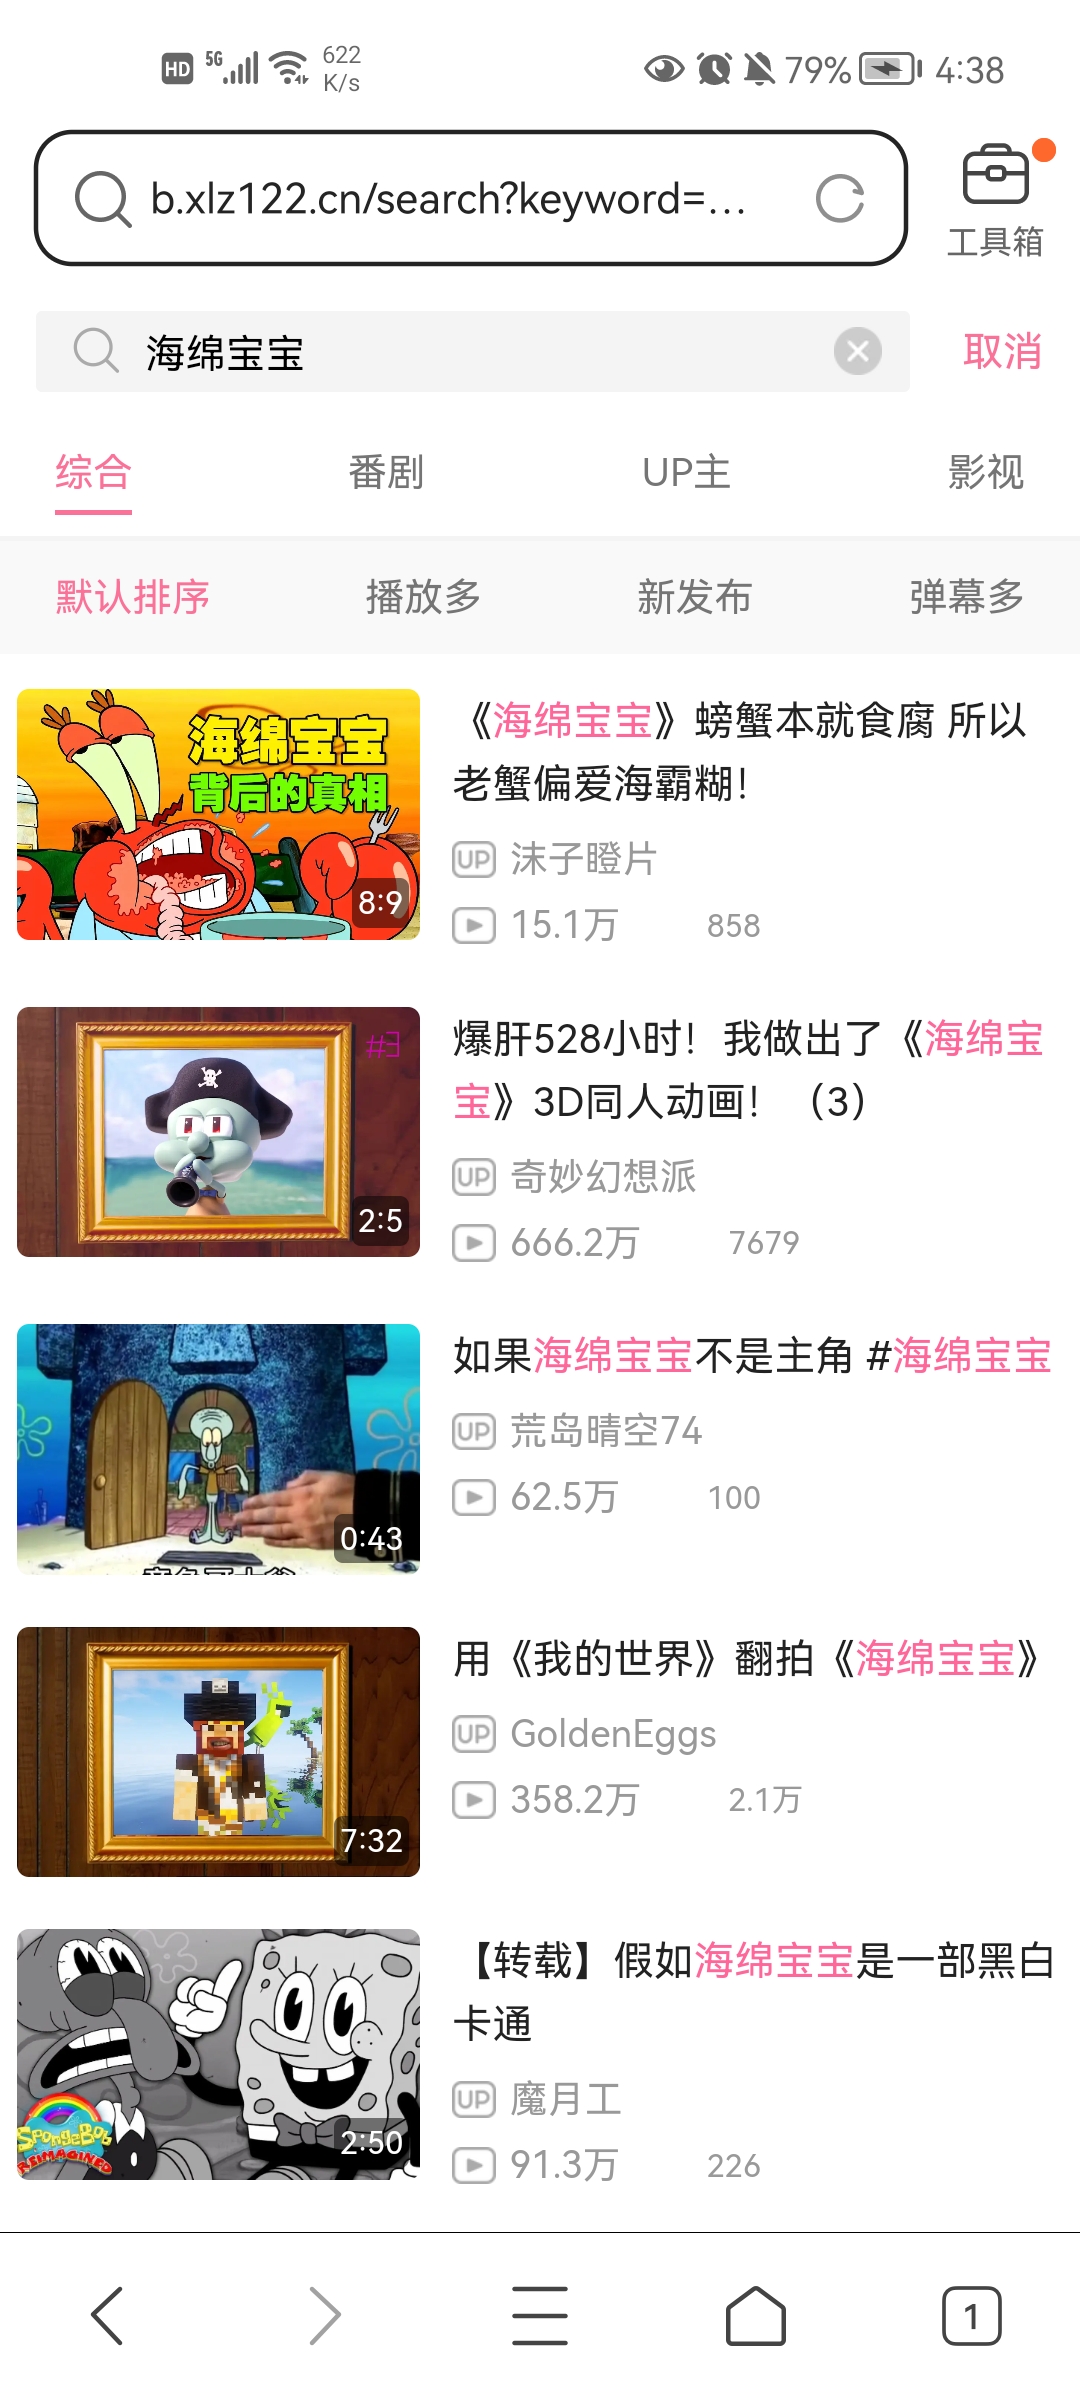 HD 5G 622 K/s 79% 4:38
b.xlz122.cn/search?keyword=...
工具箱
海绵宝宝
取消
综合 番剧 UP主 影视
默认排序 播放多 新发布 弹幕多
海绵宝宝
背后的真相
8:9
《海绵宝宝》螃蟹本就食腐 所以
老蟹偏爱海霸糊！
UP 沫子瞪片
15.1万 858
#3
2:5
爆肝528小时！我做出了《海绵宝
宝》3D同人动画！（3）
UP 奇妙幻想派
666.2万 7679
0:43
如果海绵宝宝不是主角 #海绵宝宝
UP 荒岛晴空74
62.5万 100
7:32
用《我的世界》翻拍《海绵宝宝》
UP GoldenEggs
358.2万 2.1万
SpongeBob
REIMAGINED
2:50
【转载】假如海绵宝宝是一部黑白
卡通
UP 魔月工
91.3万 226
1